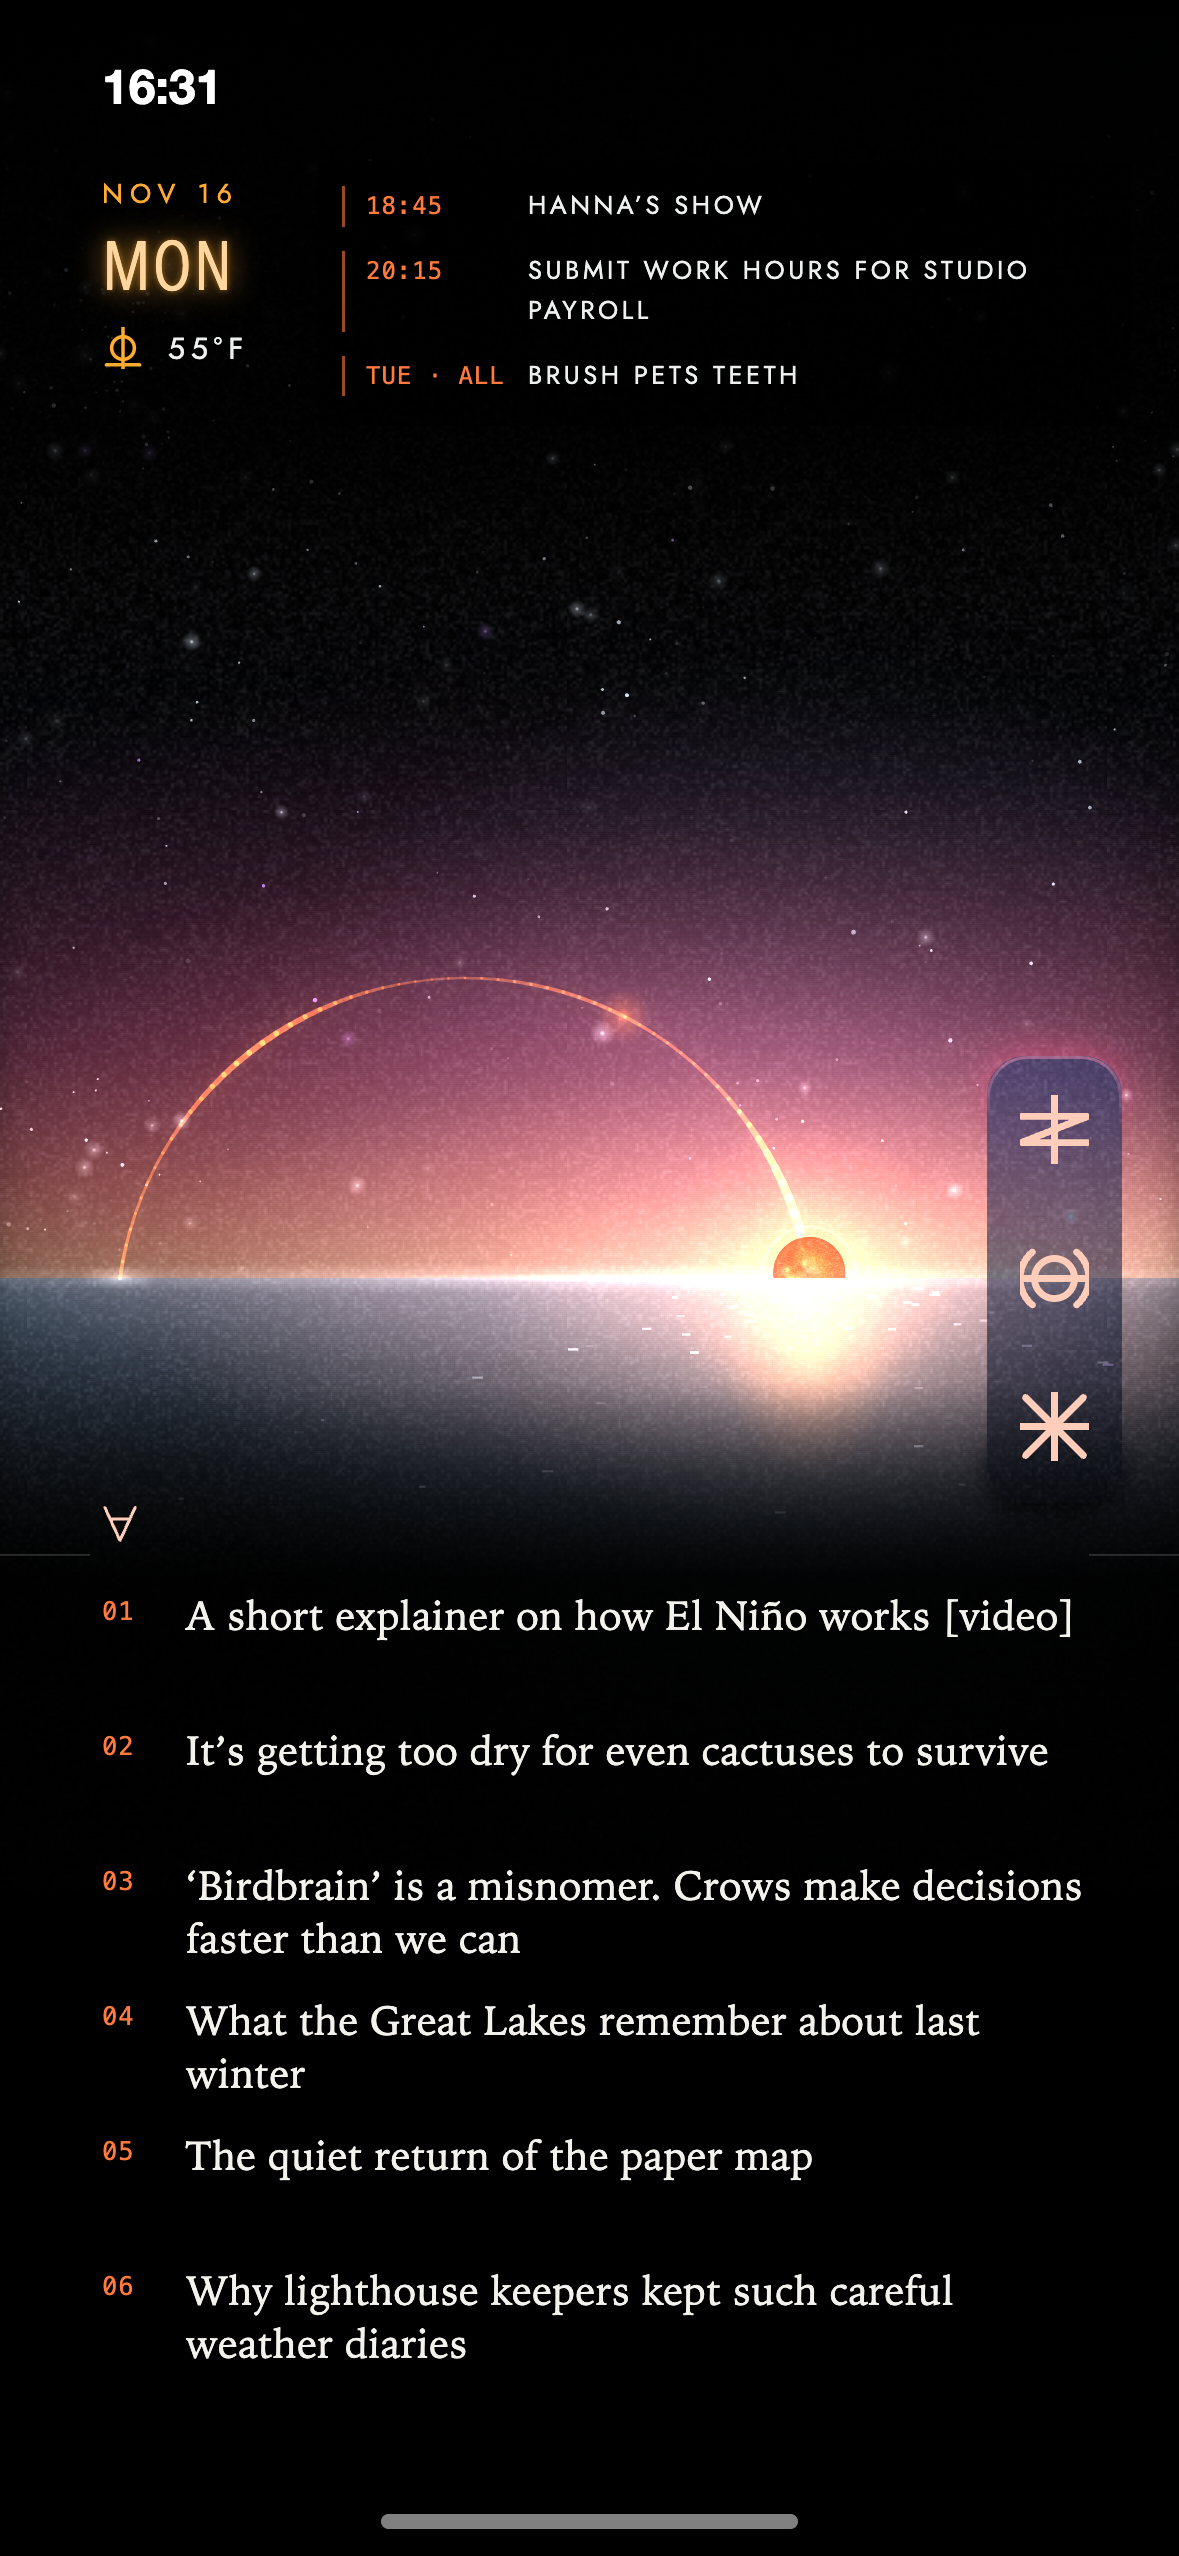 16:31
NOV 16
MON
55°F
18:45 HANNA’S SHOW
20:15 SUBMIT WORK HOURS FOR STUDIO
PAYROLL
TUE · ALL BRUSH PETS TEETH
01 A short explainer on how El Niño works [video]
02 It’s getting too dry for even cactuses to survive
03 ‘Birdbrain’ is a misnomer. Crows make decisions
faster than we can
04 What the Great Lakes remember about last
winter
05 The quiet return of the paper map
06 Why lighthouse keepers kept such careful
weather diaries